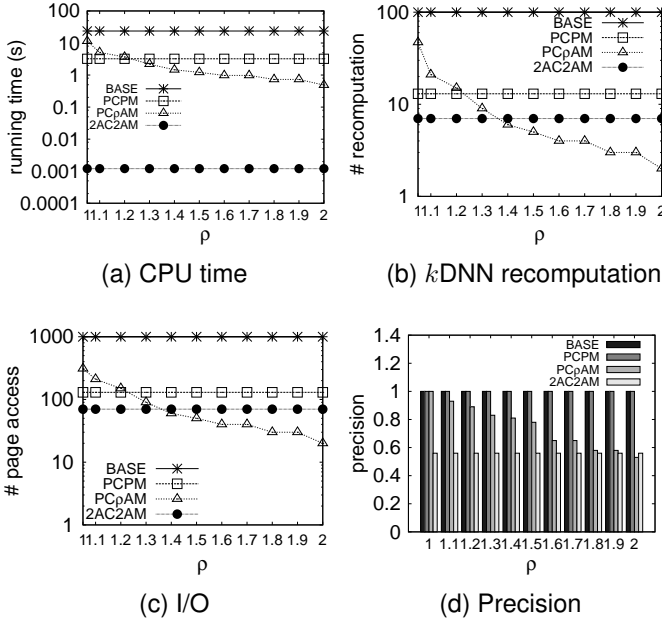 100
10
1
0.1
0.01
0.001
0.0001
running time (s)
BASE
PCPM
PCρAM
2AC2AM
11.1 1.2 1.3 1.4 1.5 1.6 1.7 1.8 1.9 2
ρ
(a) CPU time
100
10
1
# recomputation
BASE
PCPM
PCρAM
2AC2AM
11.1 1.2 1.3 1.4 1.5 1.6 1.7 1.8 1.9 2
ρ
(b) kDNN recomputation
1000
100
10
1
# page access
BASE
PCPM
PCρAM
2AC2AM
11.1 1.2 1.3 1.4 1.5 1.6 1.7 1.8 1.9 2
ρ
(c) I/O
1.4
1.2
1
0.8
0.6
0.4
0.2
0
precision
BASE
PCPM
PCρAM
2AC2AM
1 1.1 1.2 1.3 1.4 1.5 1.6 1.7 1.8 1.9 2
ρ
(d) Precision